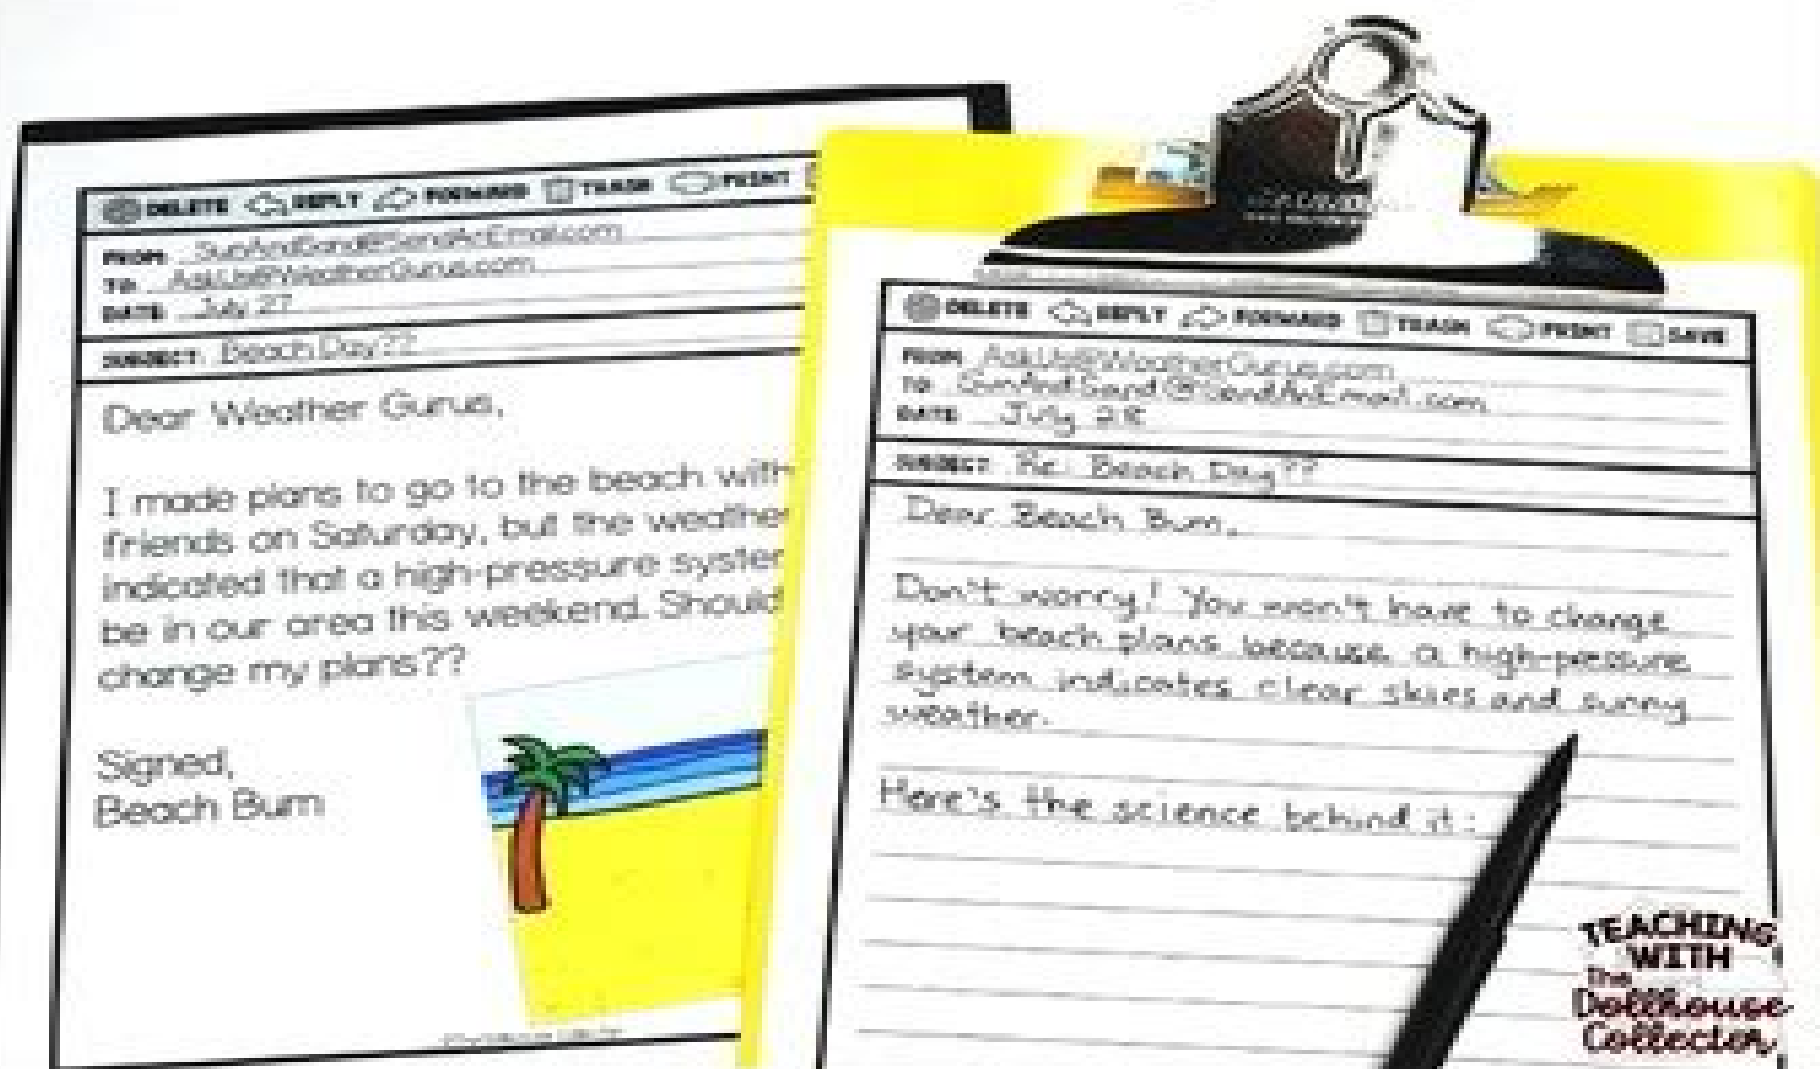 DELETE REPLY FORWARD TRASH PRINT
FROM: SunAndSand@SendAnEmail.com
TO: AskUs@WeatherGurus.com
DATE: July 27
SUBJECT: Beach Day??
Dear Weather Gurus,
I made plans to go to the beach with
friends on Saturday, but the weather
indicated that a high-pressure system
be in our area this weekend. Should
change my plans??
Signed,
Beach Bum
DELETE REPLY FORWARD TRASH PRINT SAVE
FROM: AskUs@WeatherGurus.com
TO: SunAndSand@SendAnEmail.com
DATE: July 28
SUBJECT: Re: Beach Day??
Dear Beach Bum,
Don't worry! You won't have to change
your beach plans because a high-pressure
system indicates clear skies and sunny
weather.
Here's the science behind it:
TEACHING
WITH
The
Dollhouse
Collector